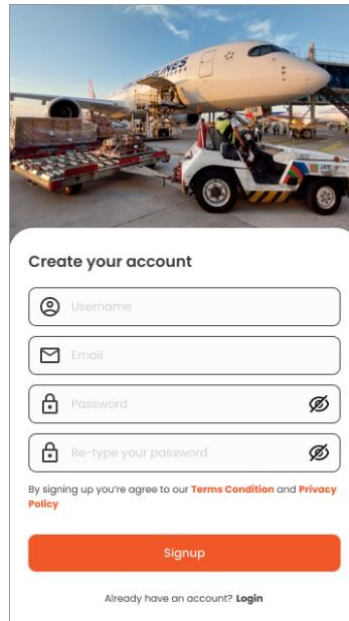 LINES
JAT
Create your account
Username
Email
Password
Re-type your password
By signing up you're agree to our Terms Condition and Privacy
Policy
Signup
Already have an account? Login